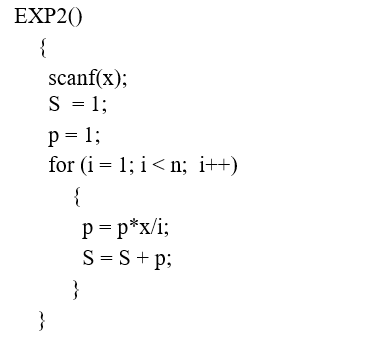 EXP2()
{
scanf(x);
S = 1;
p = 1;
for (i = 1; i < n; i++)
{
p = p*x/i;
S = S + p;
}
}